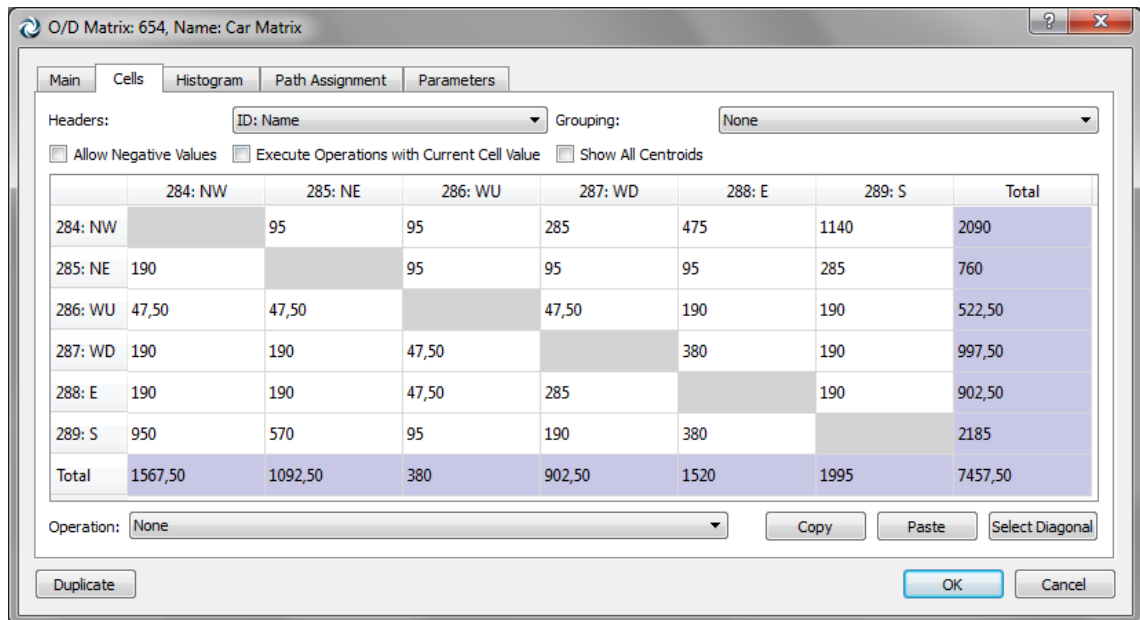 O/D Matrix: 654, Name: Car Matrix ? X
Main Cells Histogram Path Assignment Parameters
Headers: ID: Name Grouping: None
Allow Negative Values Execute Operations with Current Cell Value Show All Centroids
284: NW 285: NE 286: WU 287: WD 288: E 289: S Total
284: NW 95 95 285 475 1140 2090
285: NE 190 95 95 95 285 760
286: WU 47,50 47,50 47,50 190 190 522,50
287: WD 190 190 47,50 380 190 997,50
288: E 190 190 47,50 285 190 902,50
289: S 950 570 95 190 380 2185
Total 1567,50 1092,50 380 902,50 1520 1995 7457,50
Operation: None Copy Paste Select Diagonal
Duplicate OK Cancel